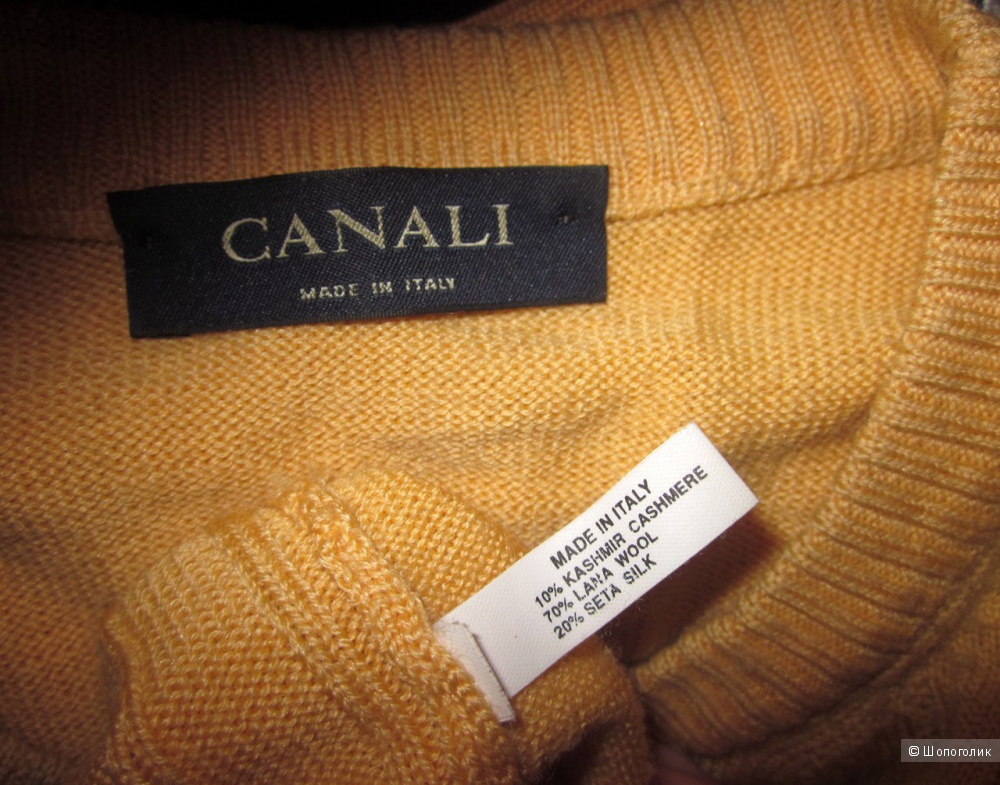 CANALI
MADE IN ITALY
MADE IN ITALY
10% KASHMIR CASHMERE
70% LANA WOOL
20% SETA SILK
© Шопоголик